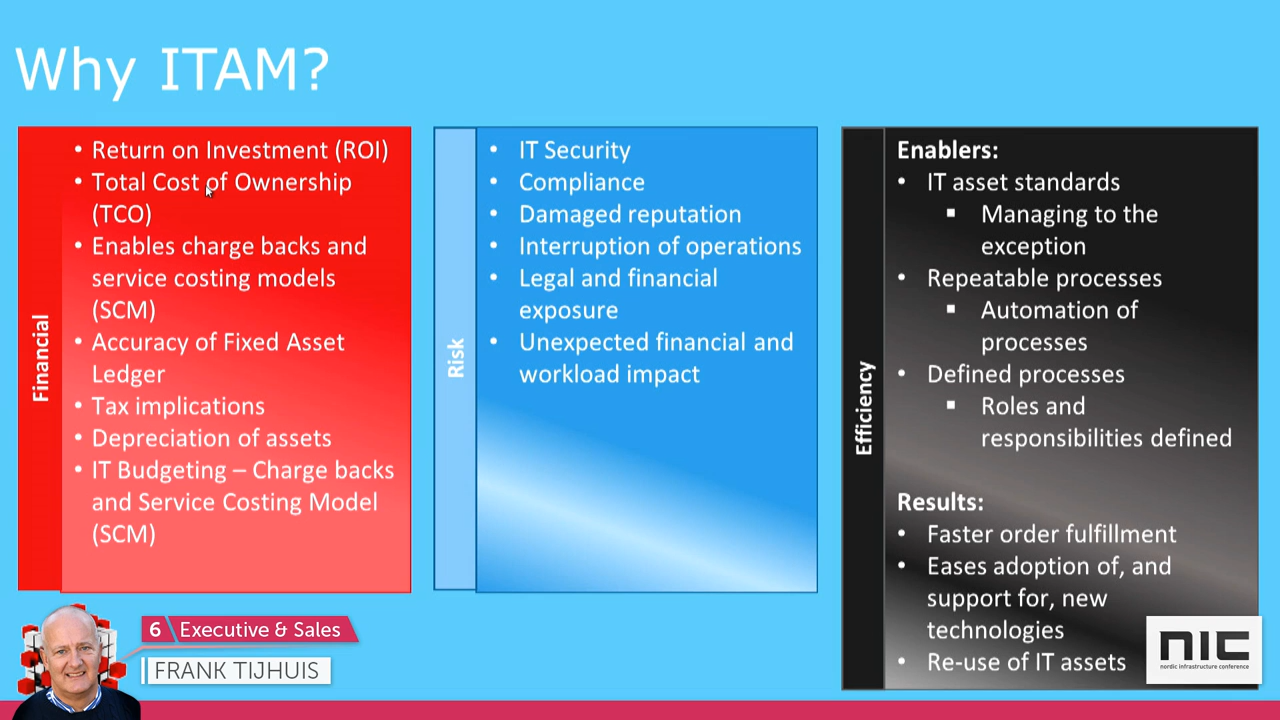 Why ITAM?
Financial
• Return on Investment (ROI)
• Total Cost of Ownership
(TCO)
• Enables charge backs and
service costing models
(SCM)
• Accuracy of Fixed Asset
Ledger
• Tax implications
• Depreciation of assets
• IT Budgeting – Charge backs
and Service Costing Model
(SCM)
Risk
• IT Security
• Compliance
• Damaged reputation
• Interruption of operations
• Legal and financial
exposure
• Unexpected financial and
workload impact
Efficiency
Enablers:
• IT asset standards
▪ Managing to the
exception
• Repeatable processes
▪ Automation of
processes
• Defined processes
▪ Roles and
responsibilities defined
Results:
• Faster order fulfillment
• Eases adoption of, and
support for, new
technologies
• Re-use of IT assets
6 Executive & Sales
FRANK TIJHUIS
NIC
nordic infrastructure conference